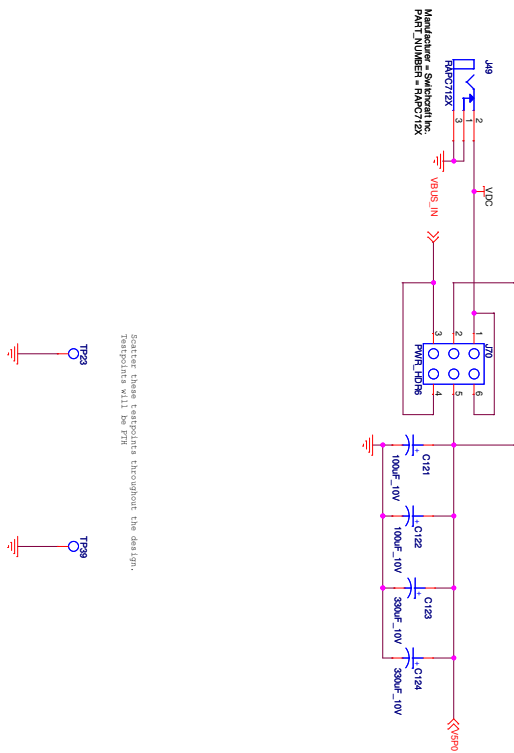 Manufacturer = Switchcraft Inc.
PART_NUMBER = RAPC712X
J49
RAPC712X
3
1
2
VBUS_IN
VDC
J70
PWR_HDR6
3
2
1
4
5
6
C121
100uF_10V
C122
100uF_10V
C123
330uF_10V
C124
330uF_10V
V5P0
Scatter these testpoints throughout the design.
Testpoints will be PTH
TP23
TP39